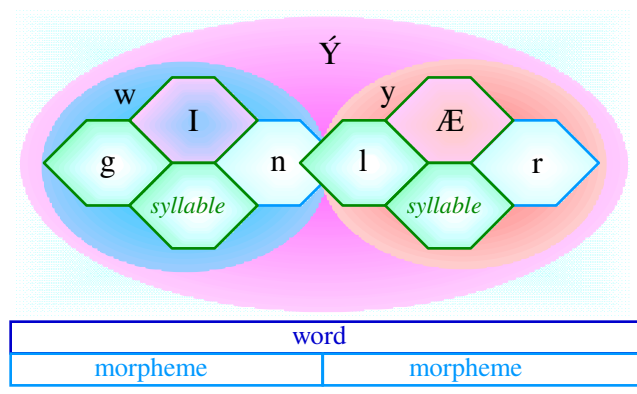 Ý
w y
I Æ
g n l r
syllable syllable
word
morpheme morpheme